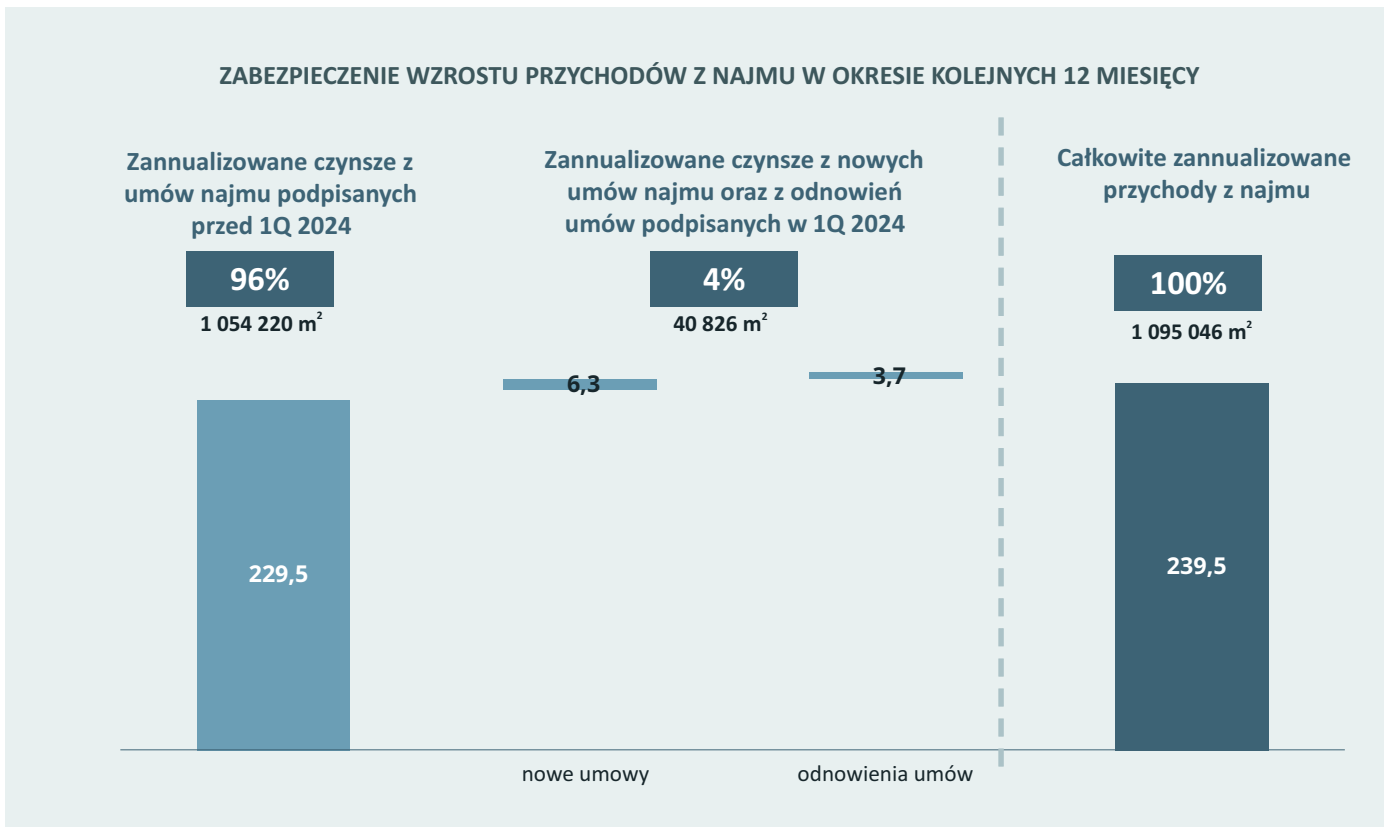 ZABEZPIECZENIE WZROSTU PRZYCHODÓW Z NAJMU W OKRESIE KOLEJNYCH 12 MIESIĘCY
Zannualizowane czynsze z
umów najmu podpisanych
przed 1Q 2024
96%
1 054 220 m²
Zannualizowane czynsze z nowych
umów najmu oraz z odnowień
umów podpisanych w 1Q 2024
4%
40 826 m²
Całkowite zannualizowane
przychody z najmu
100%
1 095 046 m²
229,5
6,3
3,7
239,5
nowe umowy
odnowienia umów